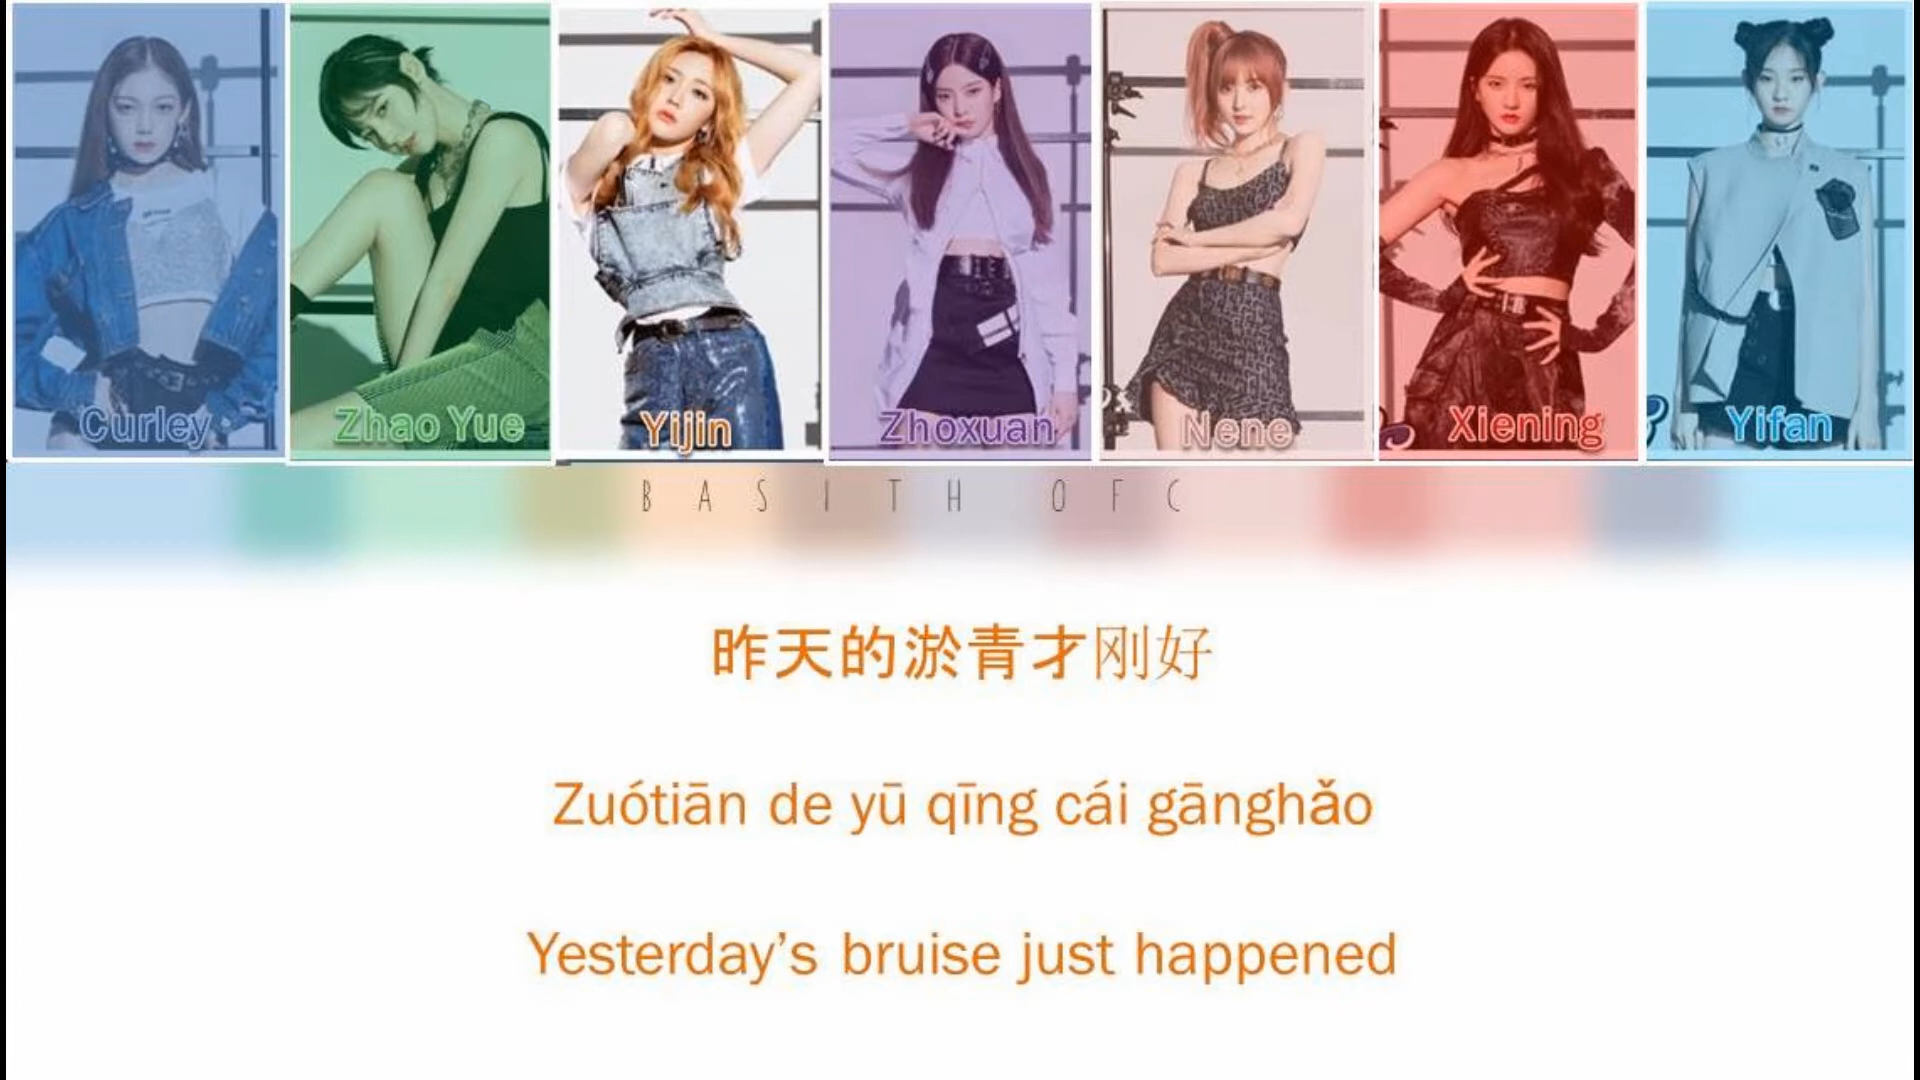 Curley
Zhao Yue
Yijin
Zhoxuan
Nene
Xiening
Yifan
BASITH OFC
昨天的淤青才刚好
Zuótiān de yū qīng cái gānghǎo
Yesterday's bruise just happened